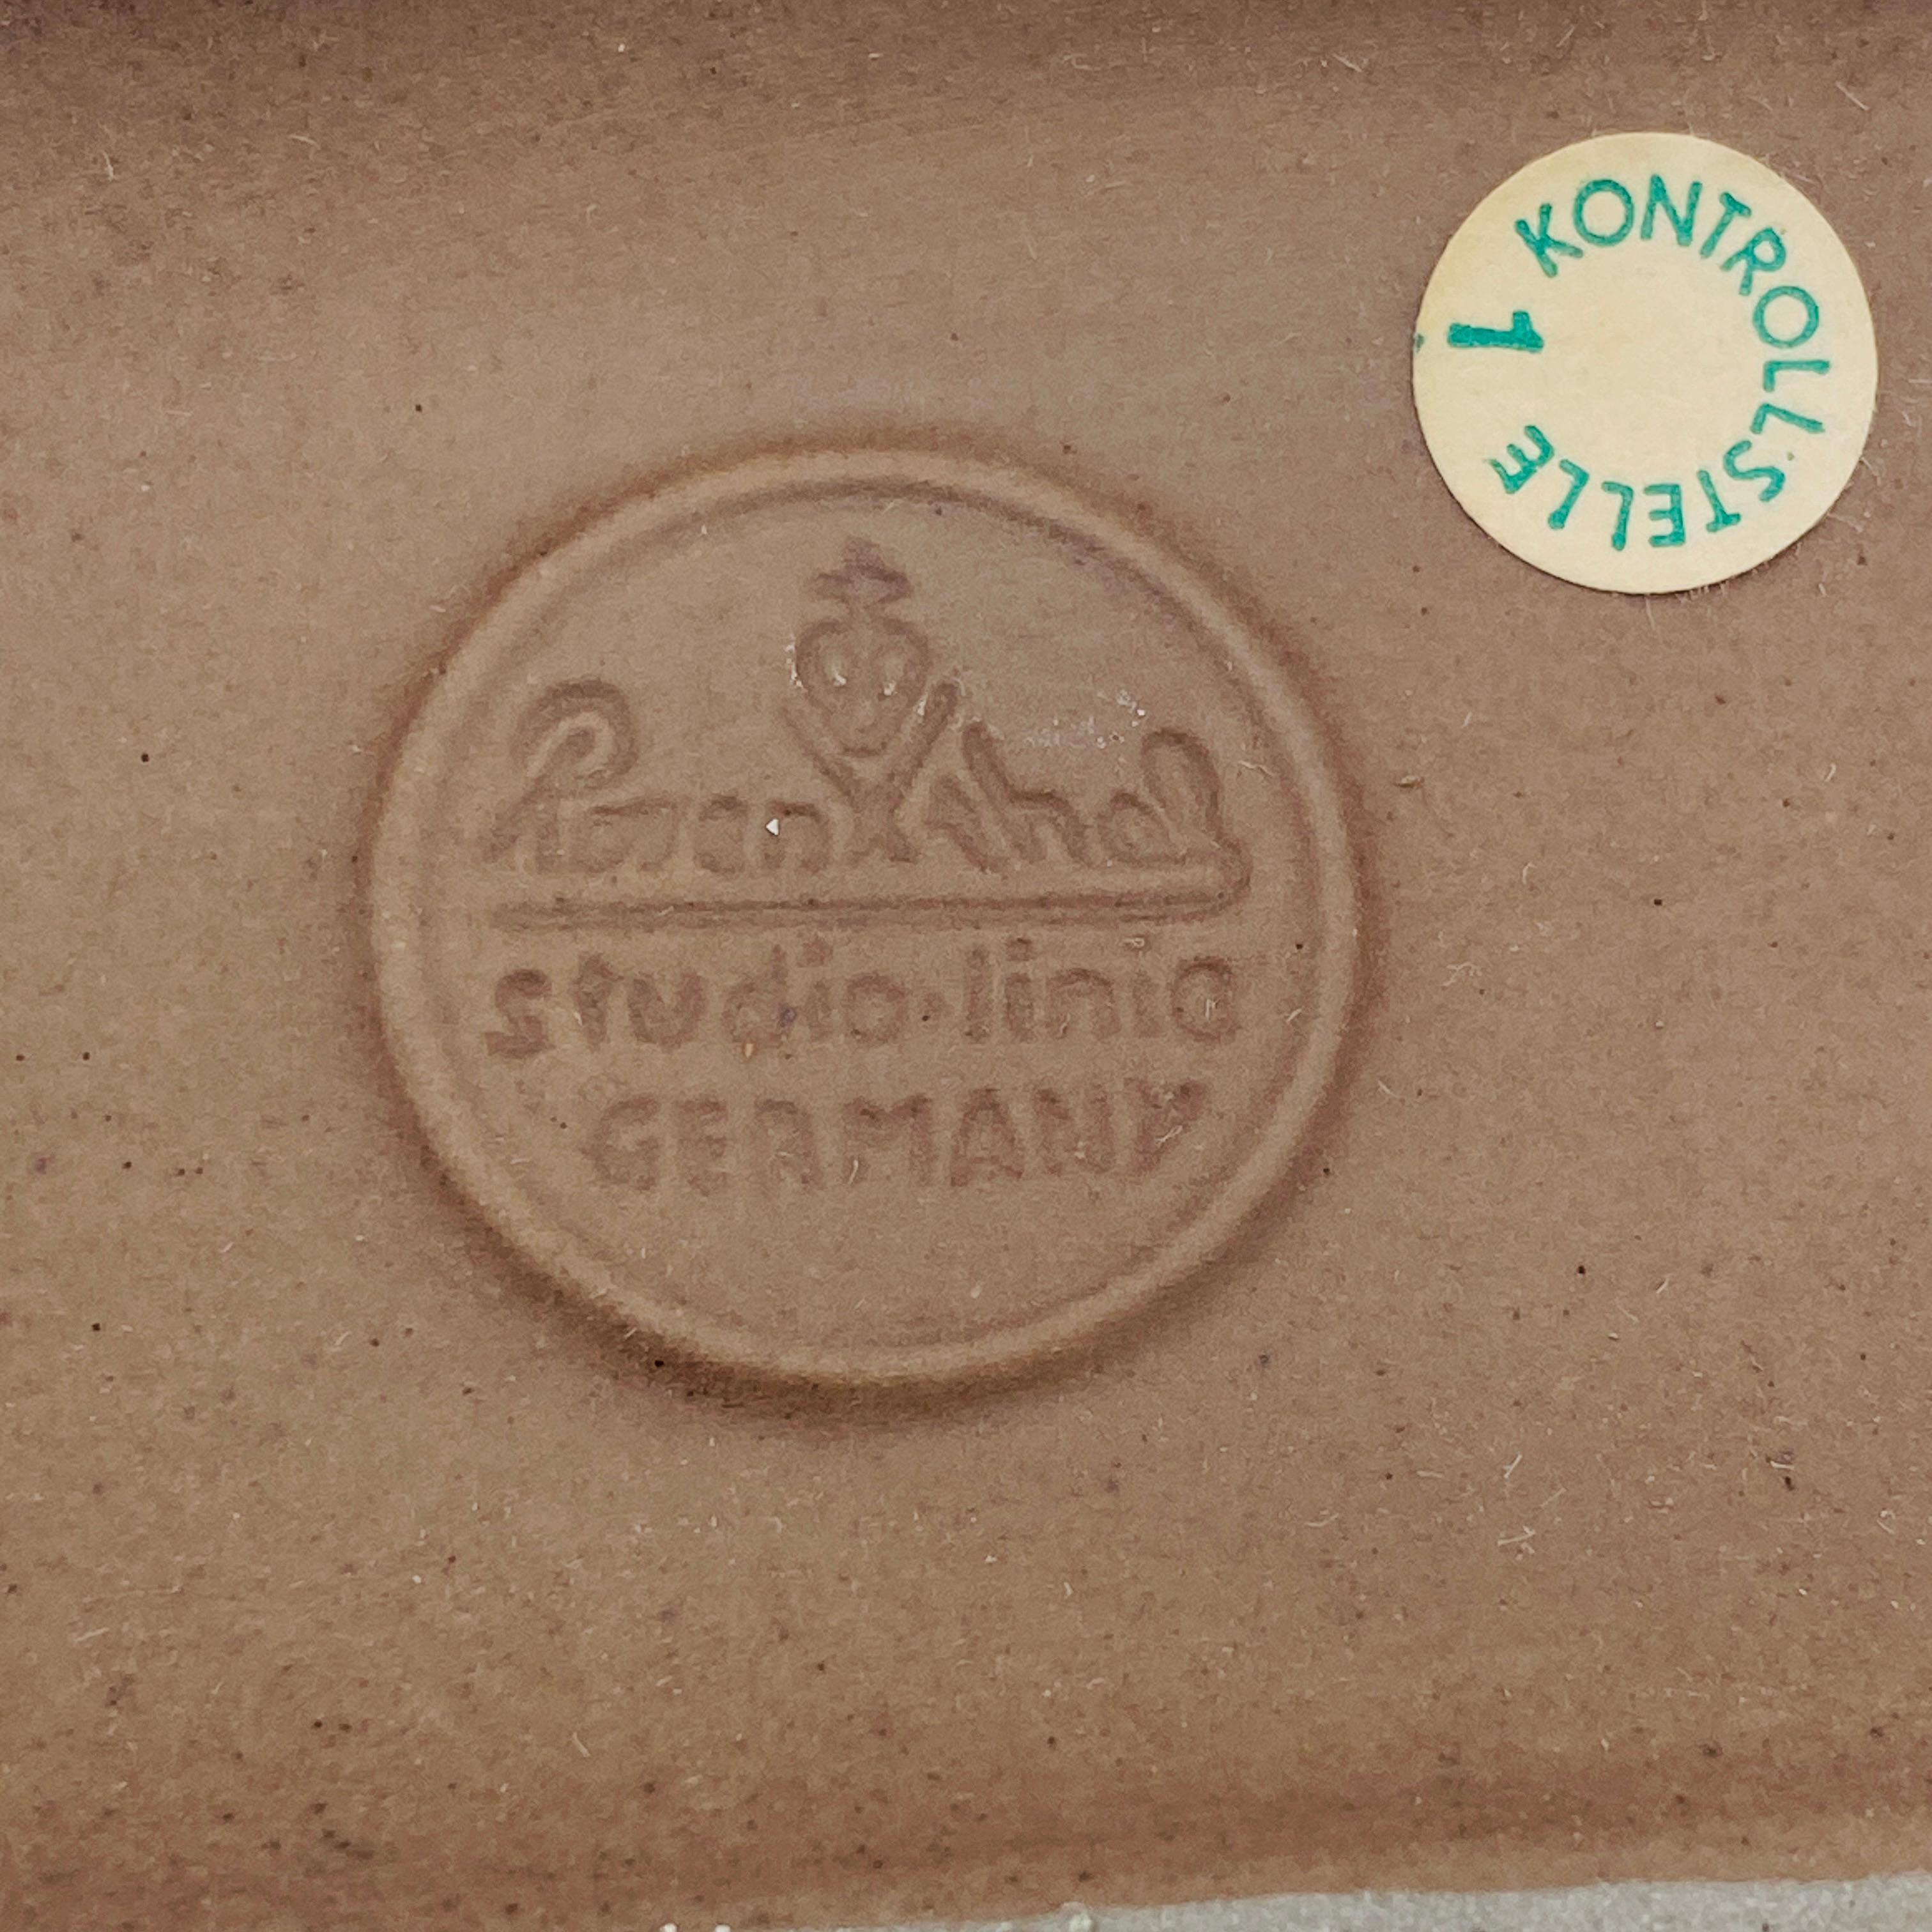 Rosenthal
studio-linie
GERMANY
KONTROLLSTELLE 1